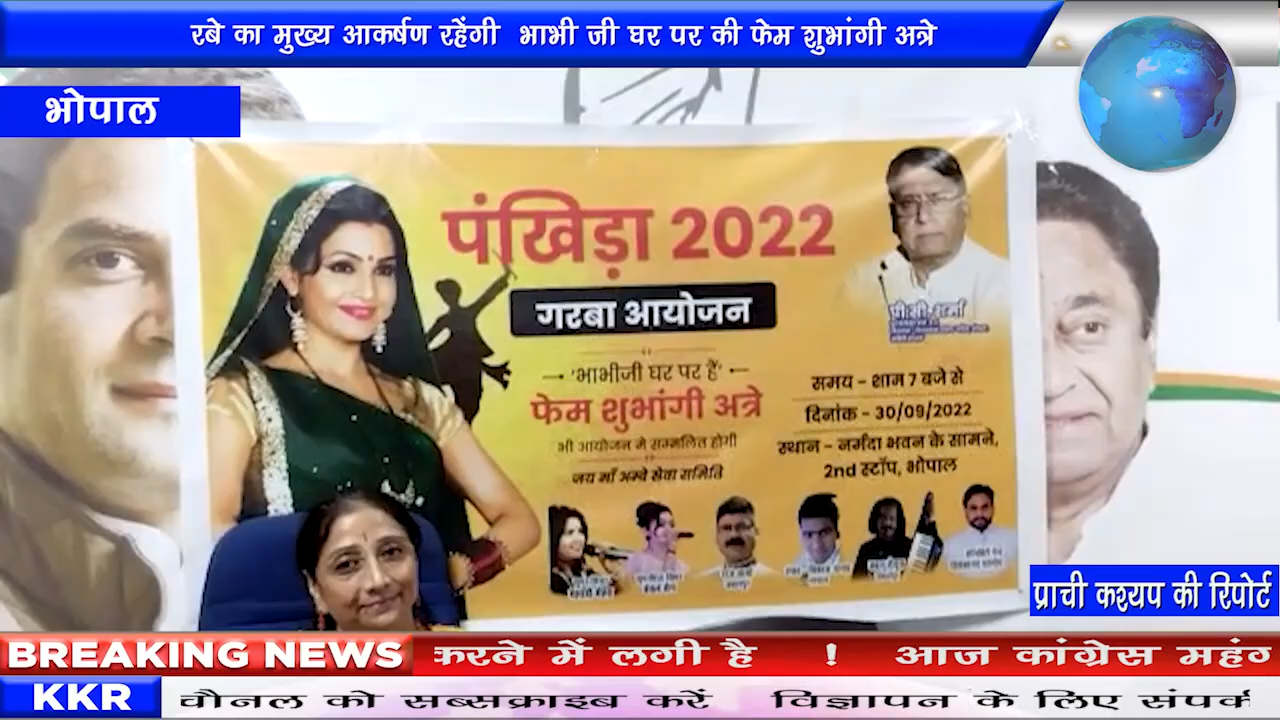 रबे का मुख्य आकर्षण रहेंगी भाभी जी घर पर की फेम शुभांगी अत्रे
भोपाल
पंखिड़ा 2022
गरबा आयोजन
पी.सी. शर्मा
'भाभीजी घर पर हैं'
फेम शुभांगी अत्रे
भी आयोजन मे सम्मलित होगी
जय माँ अम्बे सेवा समिति
समय - शाम 7 बजे से
दिनांक - 30/09/2022
स्थान - नर्मदा भवन के सामने,
2nd स्टॉप, भोपाल
प्राची कश्यप की रिपोर्ट
BREAKING NEWS
करने में लगी है ! आज कांग्रेस महंग
KKR
चौनल को सब्सक्राइब करें विज्ञापन के लिए संपर्क